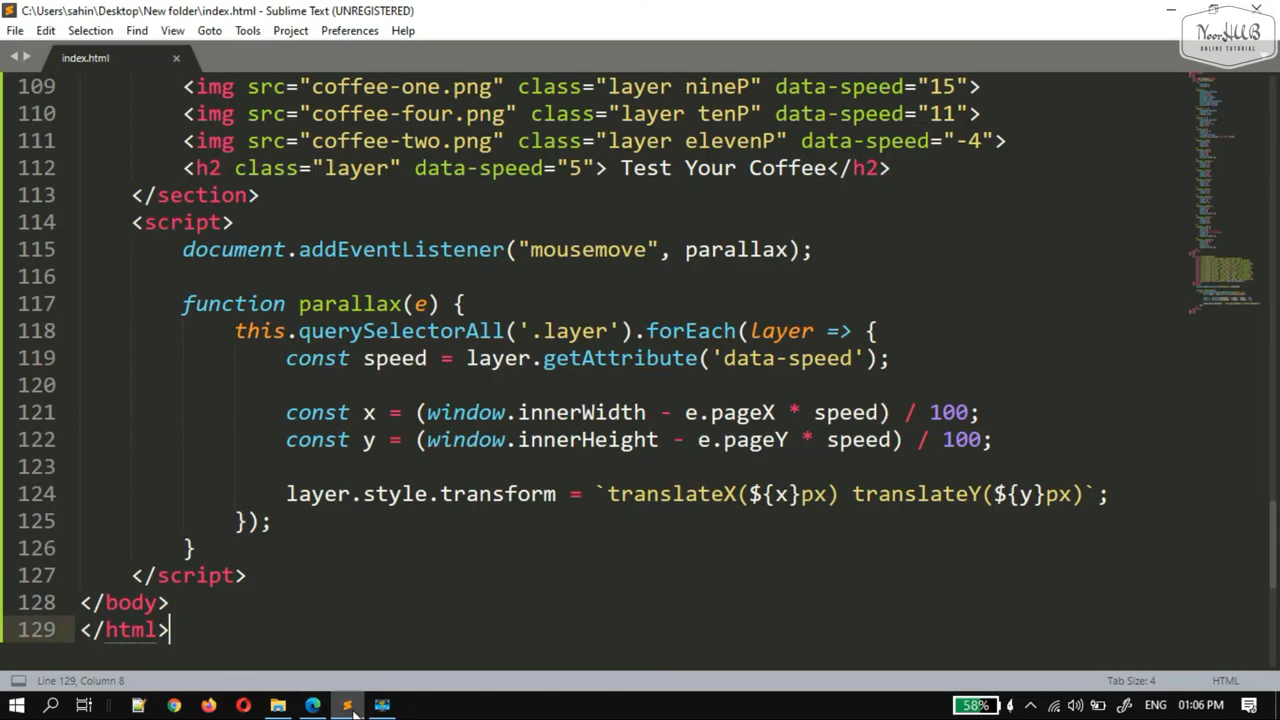 C:\Users\sahin\Desktop\New folder\index.html - Sublime Text (UNREGISTERED)
File Edit Selection Find View Goto Tools Project Preferences Help
NoorHUB
ONLINE TUTORIAL
index.html
109 <img src="coffee-one.png" class="layer nineP" data-speed="15">
110 <img src="coffee-four.png" class="layer tenP" data-speed="11">
111 <img src="coffee-two.png" class="layer elevenP" data-speed="-4">
112 <h2 class="layer" data-speed="5"> Test Your Coffee</h2>
113 </section>
114 <script>
115 document.addEventListener("mousemove", parallax);
116
117 function parallax(e) {
118 this.querySelectorAll('.layer').forEach(layer => {
119 const speed = layer.getAttribute('data-speed');
120
121 const x = (window.innerWidth - e.pageX * speed) / 100;
122 const y = (window.innerHeight - e.pageY * speed) / 100;
123
124 layer.style.transform = `translateX(${x}px) translateY(${y}px)`;
125 });
126 }
127 </script>
128 </body>
129 </html>
Line 129, Column 8
Tab Size: 4
HTML
58%
ENG
01:06 PM